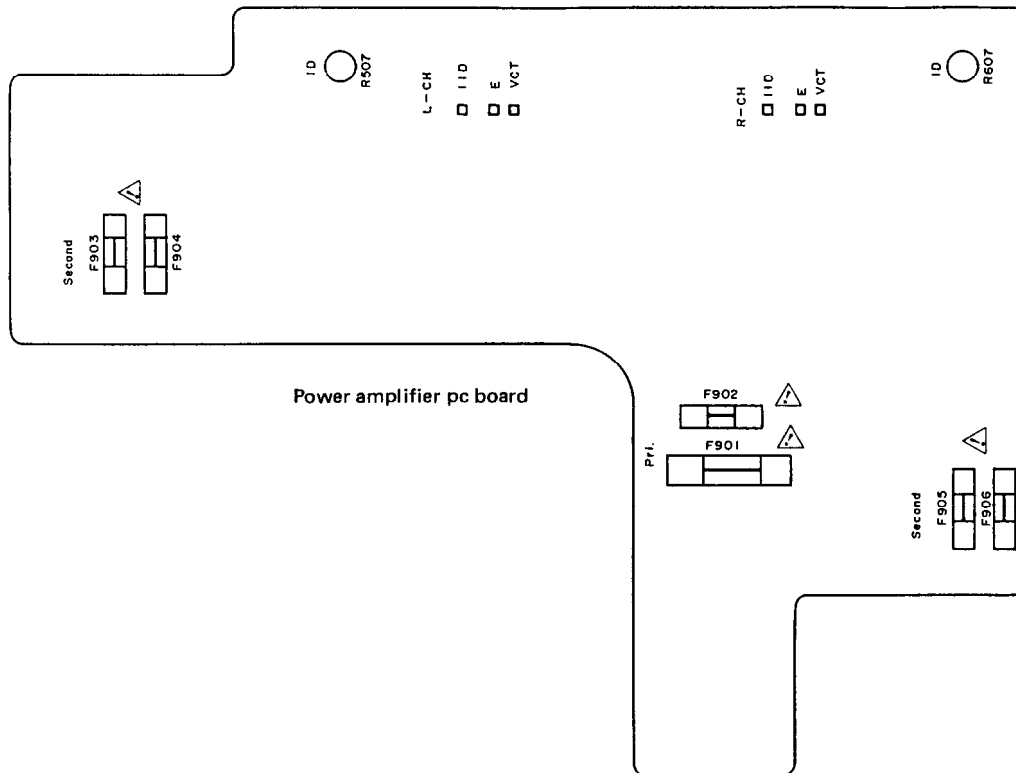 ID
R507
L-CH
IID
E
VCT
R-CH
IID
E
VCT
ID
R607
Second
F903
F904
Power amplifier pc board
F902
Pri.
F901
Second
F905
F906